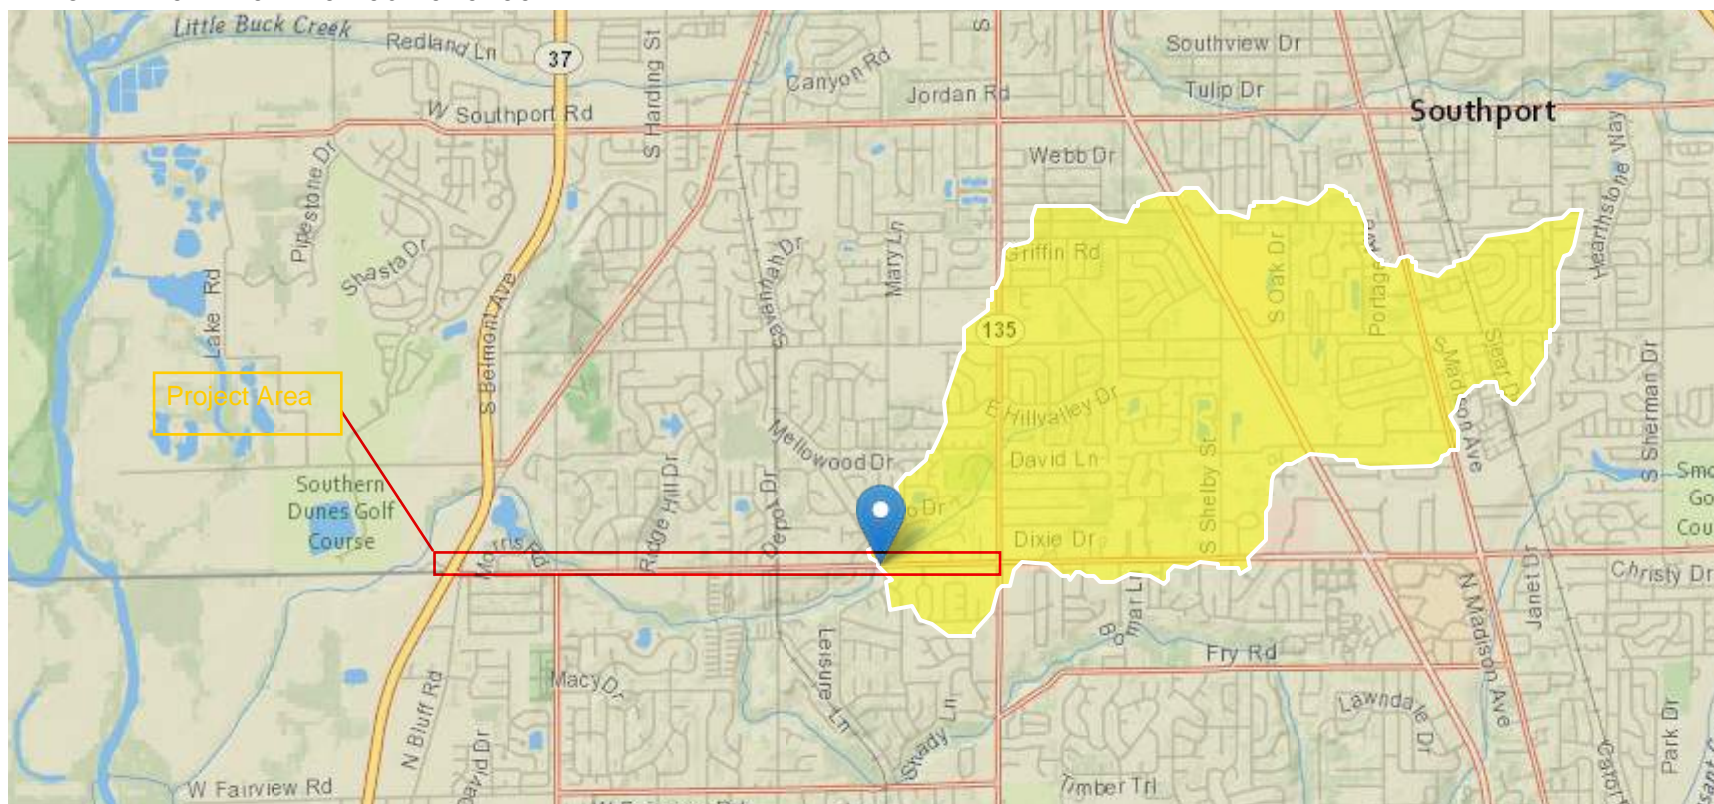 Little Buck Creek
Redland Ln
37
S Harding St
Canyon Rd
S
Southview Dr
Jordan Rd
Tulip Dr
W Southport Rd
Southport
Webb Dr
Hearthstone Way
Pipestone Dr
Shasta Dr
Savannah Dr
Mary Ln
Griffin Rd
S Oak Dr
Portage
Lake Rd
S Belmont Ave
135
S Madison Ave
Project Area
E Hillvalley Dr
S Sherman Dr
Mellowood Dr
David Ln
S Shelby St
Southern
Dunes Golf
Course
Ridge Hill Dr
Depot Dr
Dixie Dr
Morris Rd
Janet Dr
Christy Dr
Leisure Ln
Fry Rd
N Madison Ave
Macy Dr
N Bluff Rd
David Dr
Lawndale Dr
Park Dr
W Fairview Rd
Timber Trl